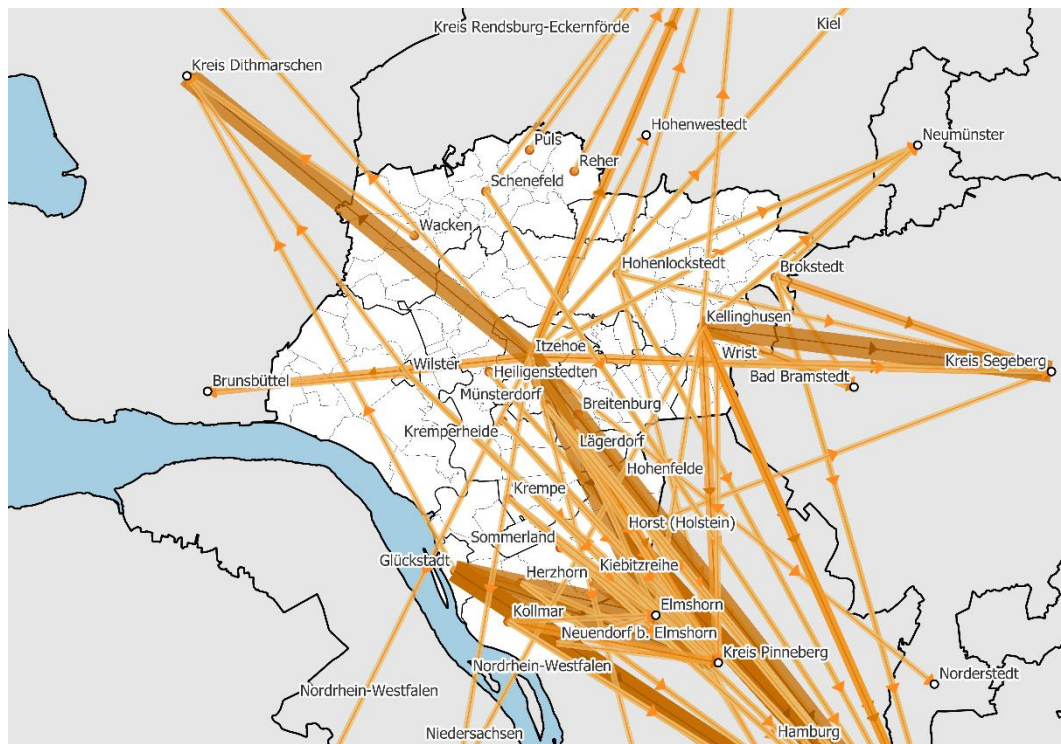 Kreis Rendsburg-Eckernförde
Kiel
Kreis Dithmarschen
Hohenwestedt
Neumünster
Puls
Reher
Schenefeld
Wacken
Hohenlockstedt
Brokstedt
Kellinghusen
Itzehoe
Wrist
Kreis Segeberg
Wilster
Heiligenstedten
Brunsbüttel
Bad Bramstedt
Münsterdorf
Breitenburg
Kremperheide
Lägerdorf
Hohenfelde
Krempe
Horst (Holstein)
Sommerland
Glückstadt
Kiebitzreihe
Herzhorn
Elmshorn
Kollmar
Neuendorf b. Elmshorn
Kreis Pinneberg
Nordrhein-Westfalen
Norderstedt
Nordrhein-Westfalen
Niedersachsen
Hamburg